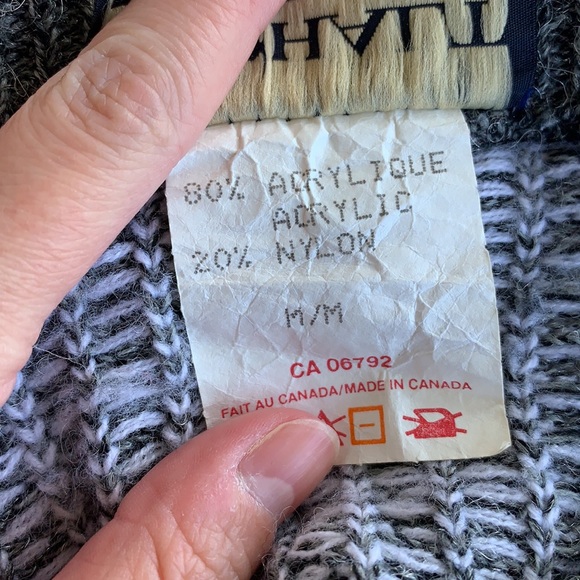 80% ACRYLIQUE
ACRYLIC
20% NYLON
M/M
CA 06792
FAIT AU CANADA/MADE IN CANADA